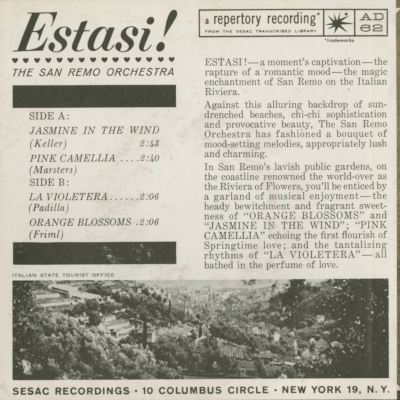 Estasi!
THE SAN REMO ORCHESTRA
a repertory recording*
FROM THE SESAC TRANSCRIBED LIBRARY
*
AD
62
*trademarks
SIDE A:
JASMINE IN THE WIND
(Keller) 2:43
PINK CAMELLIA ....2:40
(Marsters)
SIDE B:
LA VIOLETERA......2:06
(Padilla)
ORANGE BLOSSOMS .2:06
(Friml)
ESTASI!—a moment's captivation—the
rapture of a romantic mood—the magic
enchantment of San Remo on the Italian
Riviera.
Against this alluring backdrop of sun-
drenched beaches, chi-chi sophistication
and provocative beauty, The San Remo
Orchestra has fashioned a bouquet of
mood-setting melodies, appropriately lush
and charming.
In San Remo's lavish public gardens, on
the coastline renowned the world-over as
the Riviera of Flowers, you'll be enticed by
a garland of musical enjoyment—the
heady bewitchment and fragrant sweet-
ness of "ORANGE BLOSSOMS" and
"JASMINE IN THE WIND"; "PINK
CAMELLIA" echoing the first flourish of
Springtime love; and the tantalizing
rhythms of "LA VIOLETERA"—all
bathed in the perfume of love.
ITALIAN STATE TOURIST OFFICE
SESAC RECORDINGS • 10 COLUMBUS CIRCLE • NEW YORK 19, N.Y.